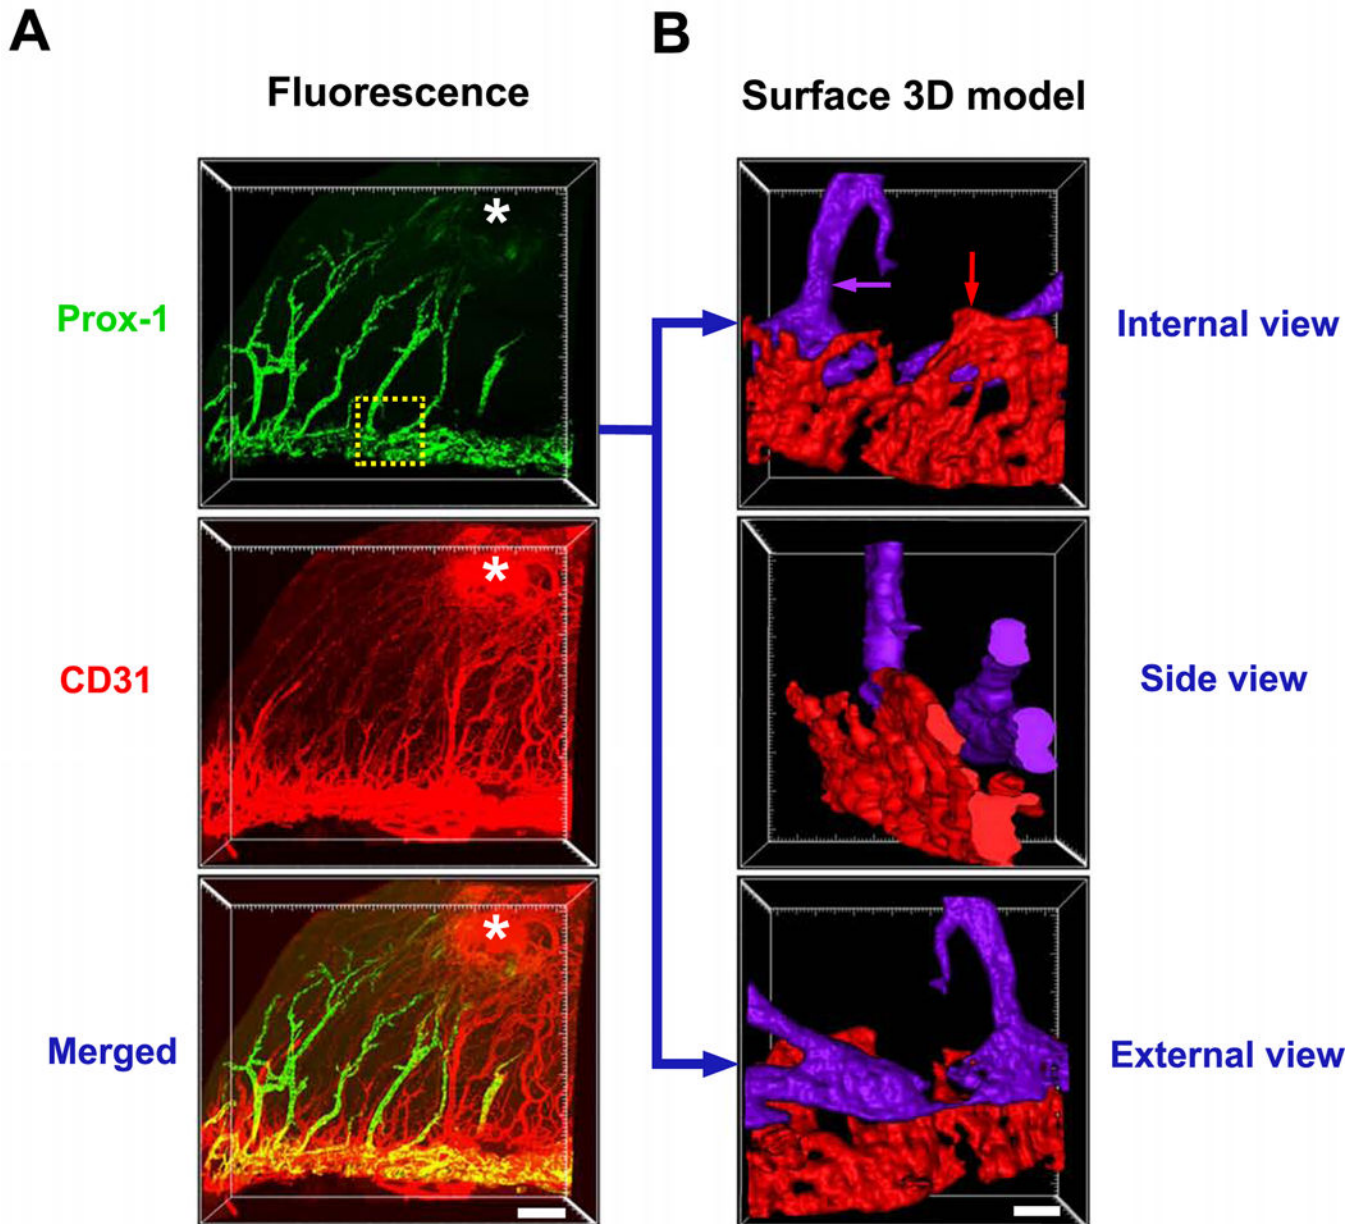 A
B
Fluorescence
Surface 3D model
Prox-1
*
Internal view
CD31
*
Side view
Merged
*
External view